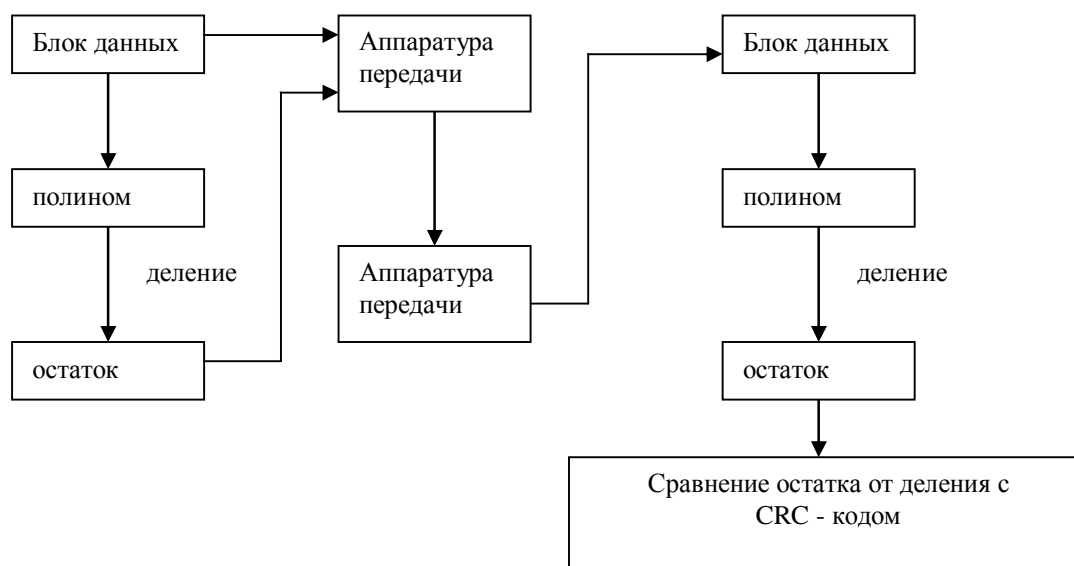 Блок данных
полином
деление
остаток
Аппаратура
передачи
Аппаратура
передачи
Блок данных
полином
деление
остаток
Сравнение остатка от деления с
CRC - кодом